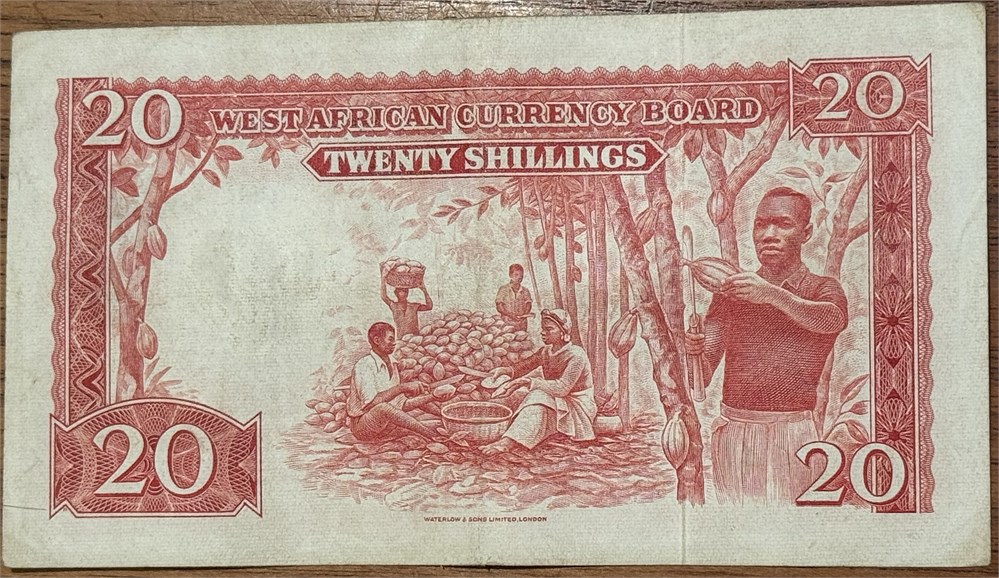 20
20
WEST AFRICAN CURRENCY BOARD
TWENTY SHILLINGS
20
20
WATERLOW & SONS LIMITED, LONDON